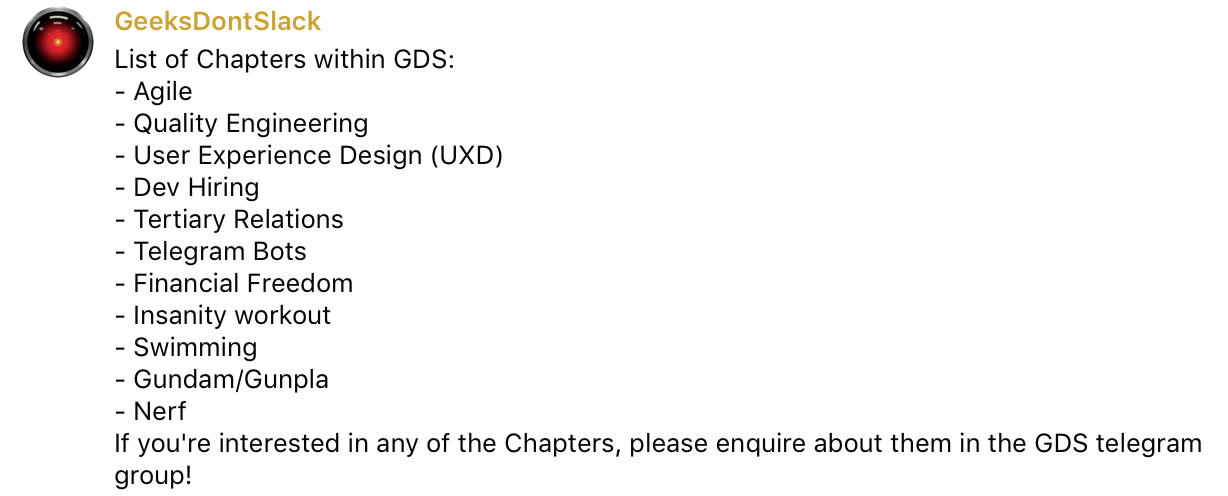 GeeksDontSlack
List of Chapters within GDS:
- Agile
- Quality Engineering
- User Experience Design (UXD)
- Dev Hiring
- Tertiary Relations
- Telegram Bots
- Financial Freedom
- Insanity workout
- Swimming
- Gundam/Gunpla
- Nerf
If you're interested in any of the Chapters, please enquire about them in the GDS telegram
group!